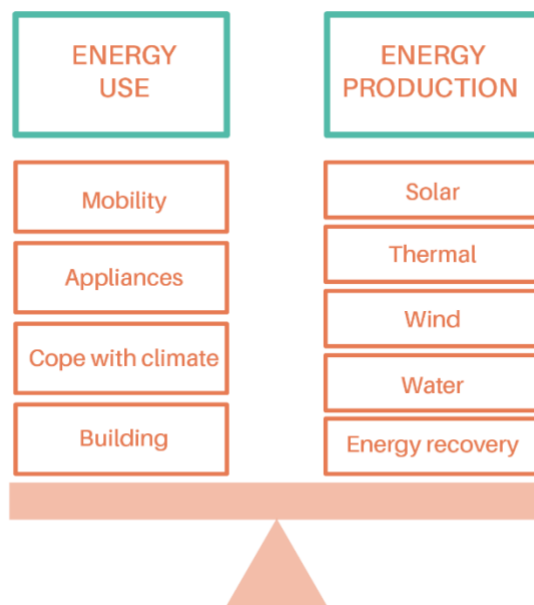 ENERGY
USE
Mobility
Appliances
Cope with climate
Building
ENERGY
PRODUCTION
Solar
Thermal
Wind
Water
Energy recovery